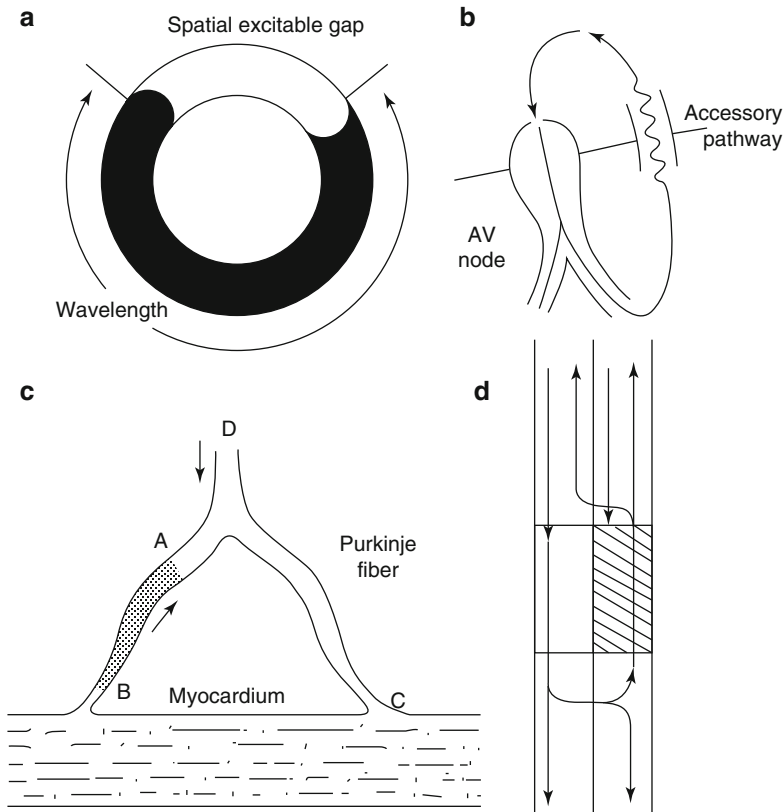 a
Spatial excitable gap
Wavelength
b
Accessory
pathway
AV
node
c
D
A
Purkinje
fiber
B
Myocardium
C
d